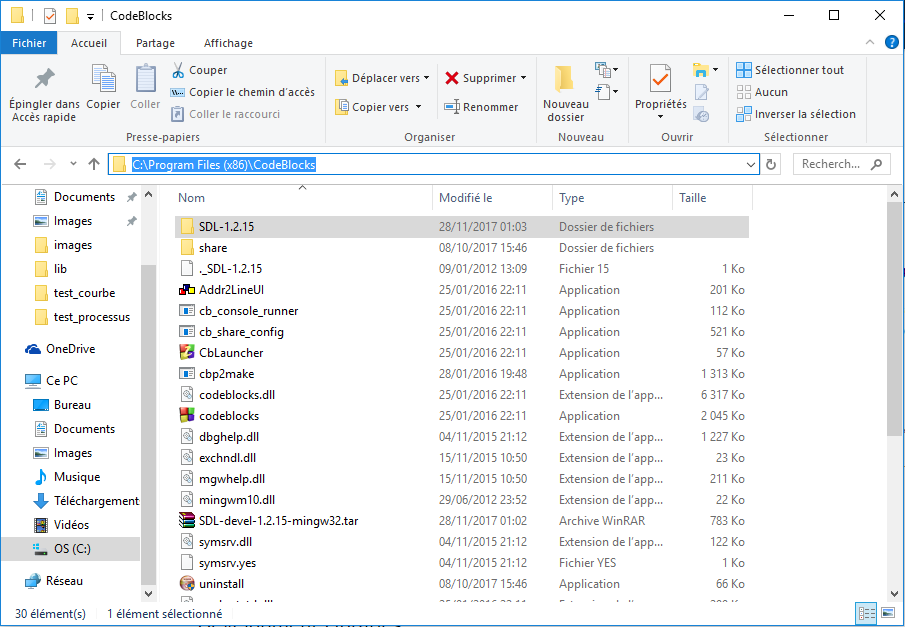 CodeBlocks
Fichier Accueil Partage Affichage
Épingler dans Accès rapide
Copier
Coller
Couper
Copier le chemin d'accès
Coller le raccourci
Presse-papiers
Déplacer vers
Copier vers
Supprimer
Renommer
Organiser
Nouveau dossier
Nouveau
Propriétés
Ouvrir
Sélectionner tout
Aucun
Inverser la sélection
Sélectionner
C:\Program Files (x86)\CodeBlocks
Recherch...
Documents
Images
images
lib
test_courbe
test_processus
OneDrive
Ce PC
Bureau
Documents
Images
Musique
Téléchargement
Vidéos
OS (C:)
Réseau
Nom Modifié le Type Taille
SDL-1.2.15 28/11/2017 01:03 Dossier de fichiers
share 08/10/2017 15:46 Dossier de fichiers
._SDL-1.2.15 09/01/2012 13:09 Fichier 15 1 Ko
Addr2LineUI 25/01/2016 22:11 Application 201 Ko
cb_console_runner 25/01/2016 22:11 Application 112 Ko
cb_share_config 25/01/2016 22:11 Application 521 Ko
CbLauncher 25/01/2016 22:11 Application 57 Ko
cbp2make 28/01/2016 19:48 Application 1 313 Ko
codeblocks.dll 25/01/2016 22:11 Extension de l'app... 6 317 Ko
codeblocks 25/01/2016 22:11 Application 2 045 Ko
dbghelp.dll 04/11/2015 21:12 Extension de l'app... 1 227 Ko
exchndl.dll 15/11/2015 10:50 Extension de l'app... 23 Ko
mgwhelp.dll 15/11/2015 10:50 Extension de l'app... 211 Ko
mingwm10.dll 29/06/2012 23:52 Extension de l'app... 22 Ko
SDL-devel-1.2.15-mingw32.tar 28/11/2017 01:02 Archive WinRAR 783 Ko
symsrv.dll 04/11/2015 21:12 Extension de l'app... 122 Ko
symsrv.yes 04/11/2015 21:12 Fichier YES 1 Ko
uninstall 08/10/2017 15:46 Application 66 Ko
30 élément(s) 1 élément sélectionné